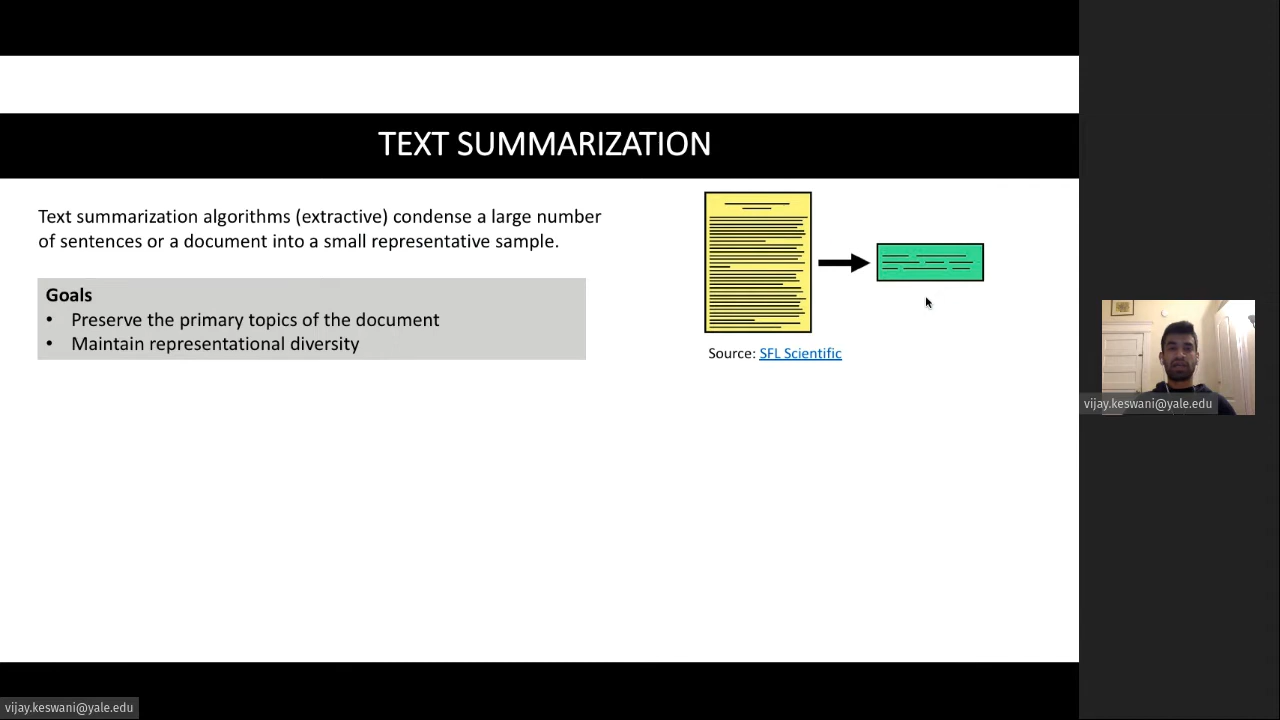 TEXT SUMMARIZATION
Text summarization algorithms (extractive) condense a large number
of sentences or a document into a small representative sample.
Goals
• Preserve the primary topics of the document
• Maintain representational diversity
Source: SFL Scientific
vijay.keswani@yale.edu
vijay.keswani@yale.edu